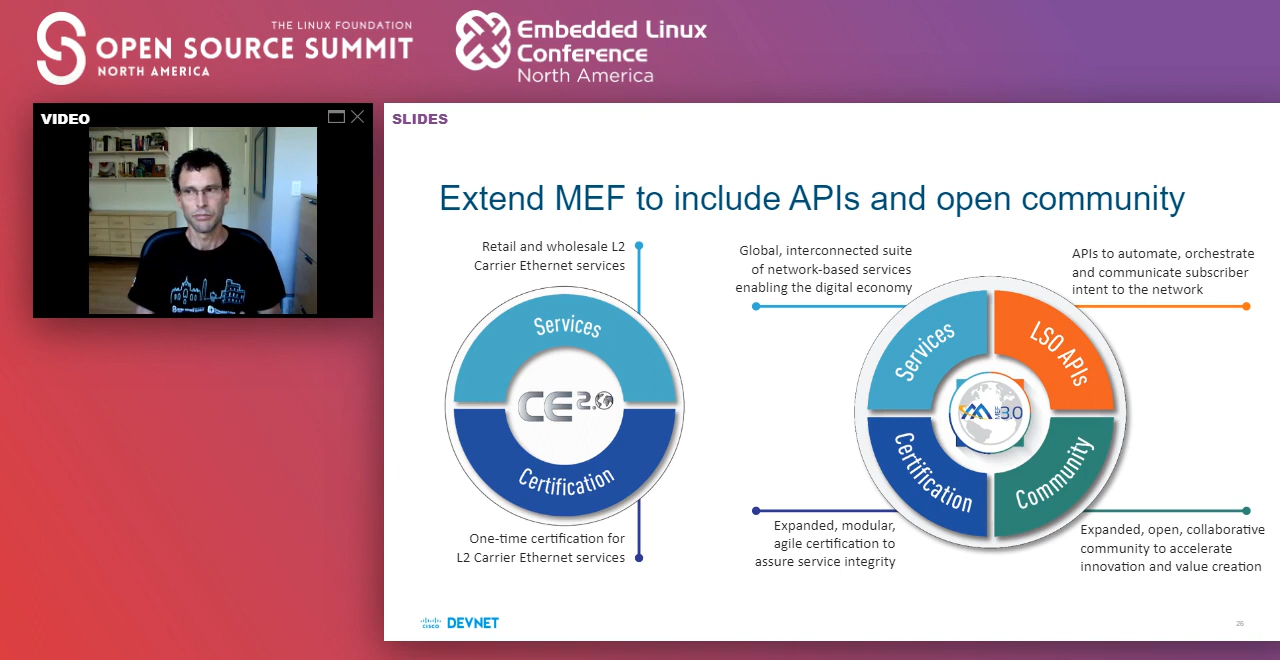 THE LINUX FOUNDATION
OPEN SOURCE SUMMIT
NORTH AMERICA
Embedded Linux
Conference
North America
VIDEO
SLIDES
Extend MEF to include APIs and open community
Retail and wholesale L2
Carrier Ethernet services
Services
CE 2.0
Certification
One-time certification for
L2 Carrier Ethernet services
Global, interconnected suite
of network-based services
enabling the digital economy
APIs to automate, orchestrate
and communicate subscriber
intent to the network
Services
LSO APIs
MEF 3.0
Certification
Community
Expanded, modular,
agile certification to
assure service integrity
Expanded, open, collaborative
community to accelerate
innovation and value creation
CISCO DEVNET
26